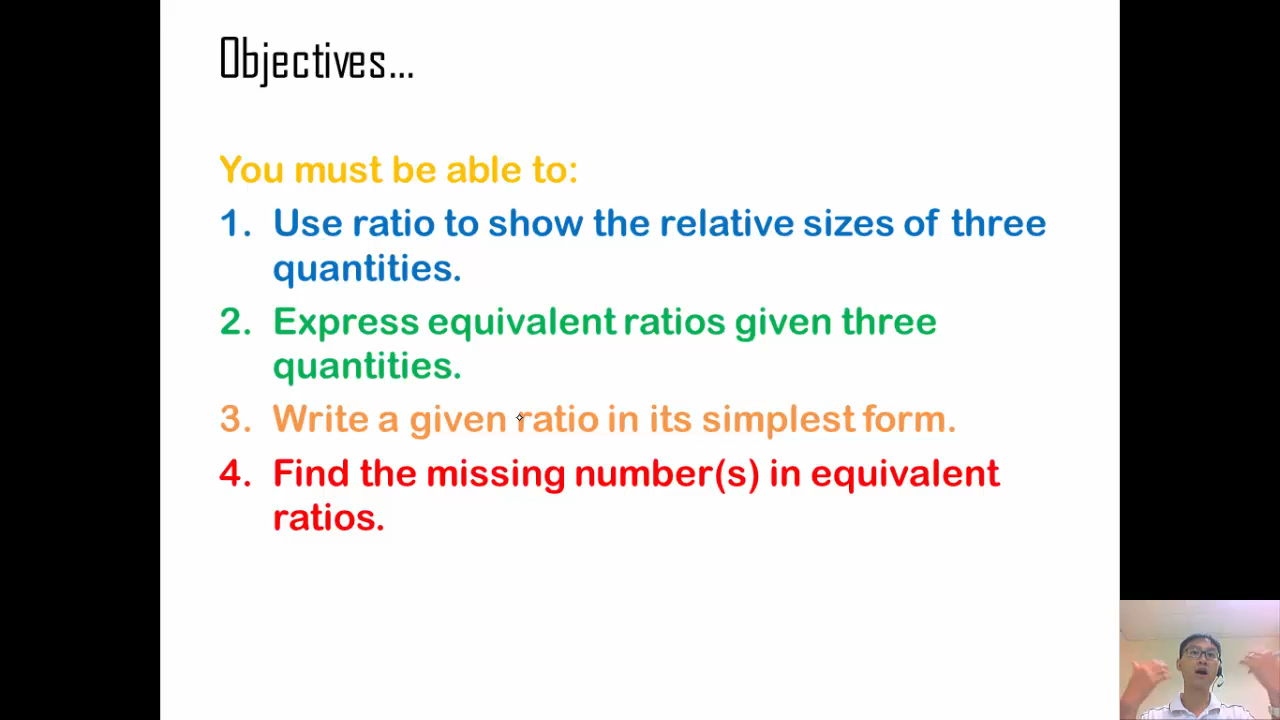 Objectives...
You must be able to:
1. Use ratio to show the relative sizes of three
quantities.
2. Express equivalent ratios given three
quantities.
3. Write a given ratio in its simplest form.
4. Find the missing number(s) in equivalent
ratios.